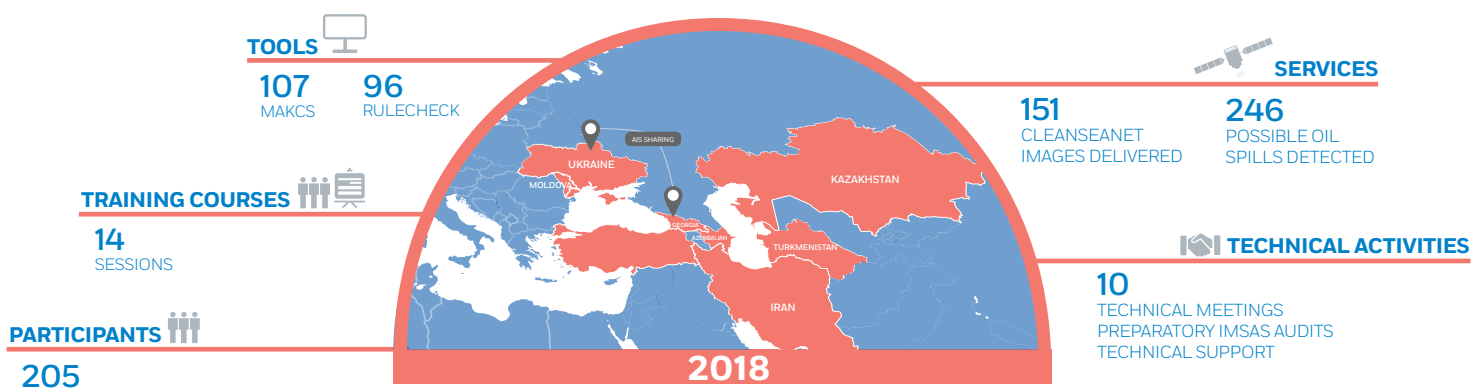 TOOLS
107
MAKCS
96
RULECHECK
TRAINING COURSES
14
SESSIONS
PARTICIPANTS
205
AIS SHARING
UKRAINE
MOLDOVA
GEORGIA
AZERBAIJAN
KAZAKHSTAN
TURKMENISTAN
IRAN
2018
SERVICES
151
CLEANSEANET
IMAGES DELIVERED
246
POSSIBLE OIL
SPILLS DETECTED
TECHNICAL ACTIVITIES
10
TECHNICAL MEETINGS
PREPARATORY IMSAS AUDITS
TECHNICAL SUPPORT